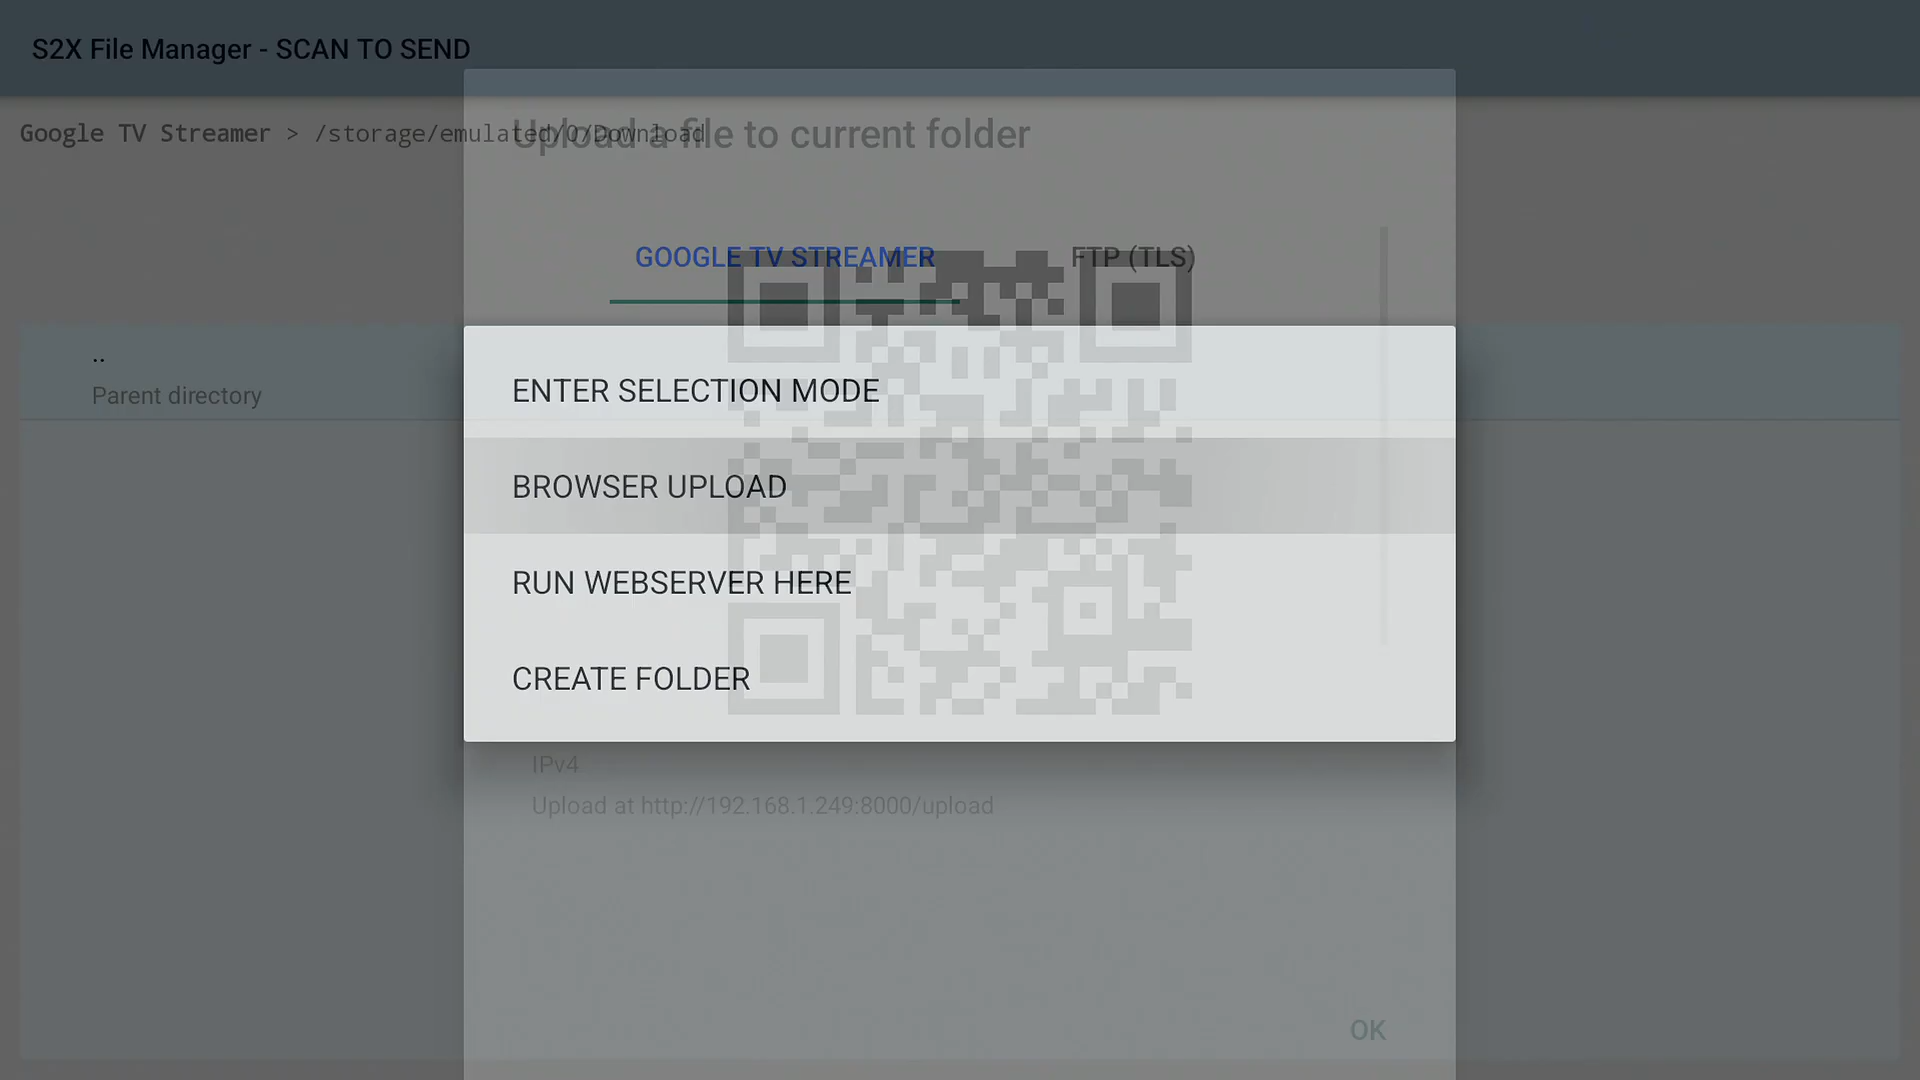 S2X File Manager - SCAN TO SEND
Google TV Streamer > /storage/emulated/0/Download
Upload a file to current folder
GOOGLE TV STREAMER
FTP (TLS)
..
Parent directory
ENTER SELECTION MODE
BROWSER UPLOAD
RUN WEBSERVER HERE
CREATE FOLDER
IPv4
Upload at http://192.168.1.249:8000/upload
OK